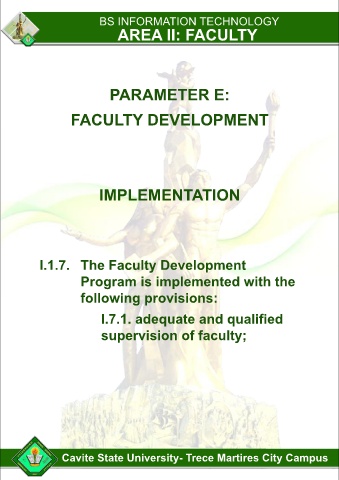 BS INFORMATION TECHNOLOGY
AREA II: FACULTY
PARAMETER E:
FACULTY DEVELOPMENT
IMPLEMENTATION
I.1.7. The Faculty Development
Program is implemented with the
following provisions:
I.7.1. adequate and qualified
supervision of faculty;
Cavite State University- Trece Martires City Campus